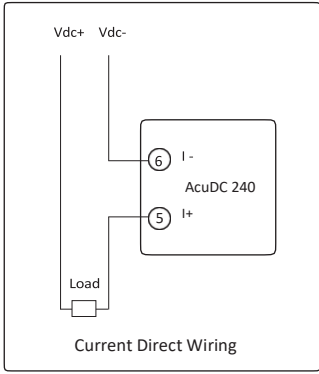 Vdc+ Vdc-
6 I -
AcuDC 240
5 I+
Load
Current Direct Wiring